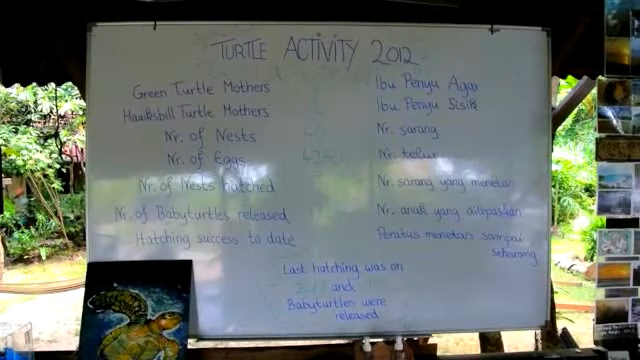 TURTLE ACTIVITY 2012
Green Turtle Mothers Ibu Penyu Agar
Hawksbill Turtle Mothers Ibu Penyu Sisik
Nr. of Nests Nr. sarang
Nr. of Eggs Nr. telur
Nr. of Nests hatched Nr. sarang yang menetas
Nr. of Babyturtles released Nr. anak yang dilepaskan
Hatching success to date Peratus menetas sampai
sekarang
Last hatching was on
and
Babyturtles were
released